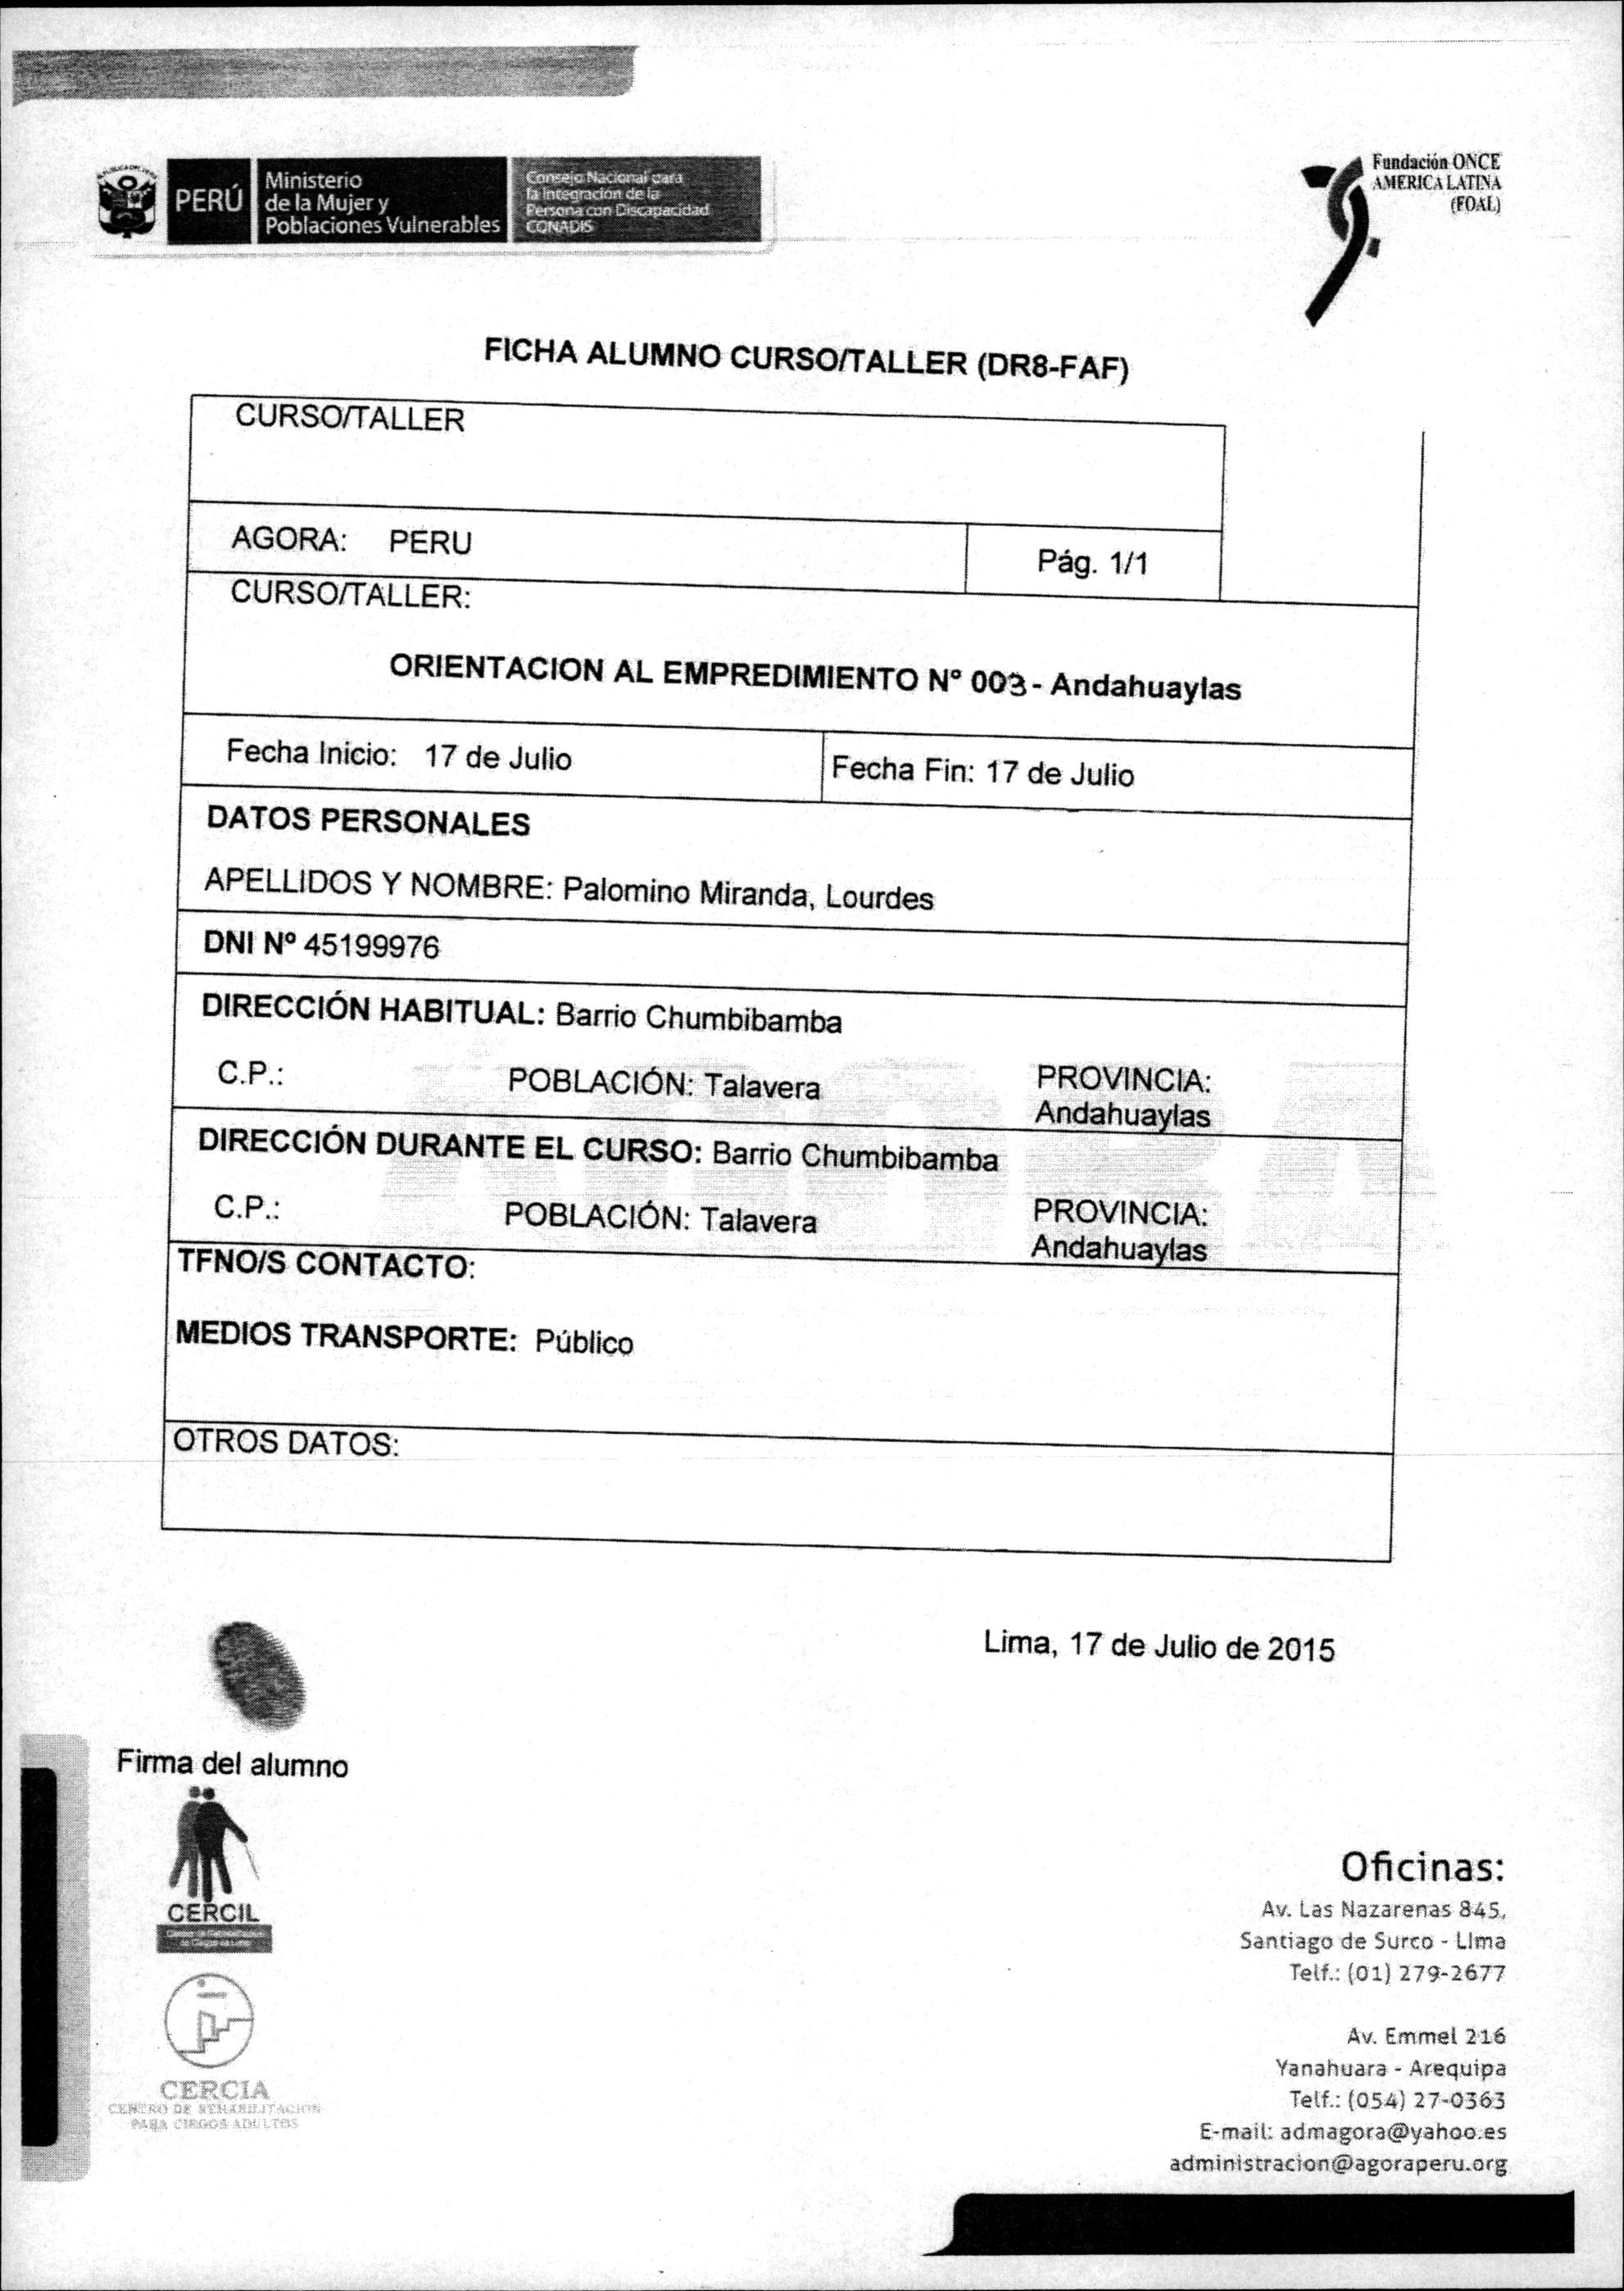 PERÚ
Ministerio
de la Mujer y
Poblaciones Vulnerables
Consejo Nacional para
la Integración de la
Persona con Discapacidad
CONADIS
Fundación ONCE
AMERICA LATINA
(FOAL)
FICHA ALUMNO CURSO/TALLER (DR8-FAF)
CURSO/TALLER
AGORA: PERU
Pág. 1/1
CURSO/TALLER:
ORIENTACION AL EMPREDIMIENTO Nº 003 - Andahuaylas
Fecha Inicio: 17 de Julio
Fecha Fin: 17 de Julio
DATOS PERSONALES
APELLIDOS Y NOMBRE: Palomino Miranda, Lourdes
DNI Nº 45199976
DIRECCIÓN HABITUAL: Barrio Chumbibamba
C.P.: POBLACIÓN: Talavera PROVINCIA:
Andahuaylas
DIRECCIÓN DURANTE EL CURSO: Barrio Chumbibamba
C.P.: POBLACIÓN: Talavera PROVINCIA:
Andahuaylas
TFNO/S CONTACTO:
MEDIOS TRANSPORTE: Público
OTROS DATOS:
Lima, 17 de Julio de 2015
Firma del alumno
CERCIL
CERCIA
CENTRO DE REHABILITACION
PARA CIEGOS ADULTOS
Oficinas:
Av. Las Nazarenas 845,
Santiago de Surco - LIma
Telf.: (01) 279-2677
Av. Emmel 216
Yanahuara - Arequipa
Telf.: (054) 27-0363
E-mail: admagora@yahoo.es
administracion@agoraperu.org